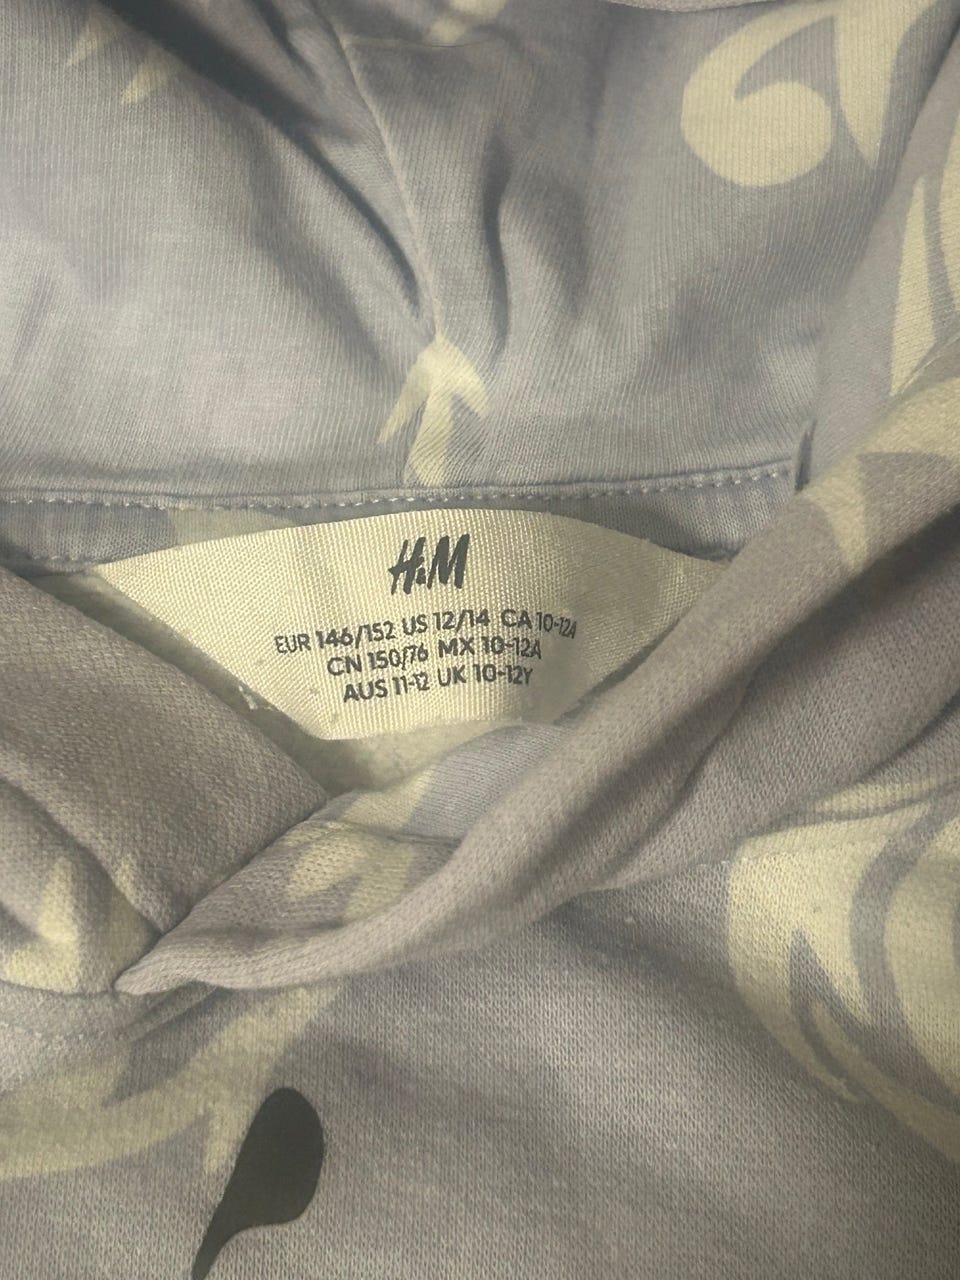 H&M
EUR 146/152 US 12/14 CA 10-12A
CN 150/76 MX 10-12A
AUS 11-12 UK 10-12Y